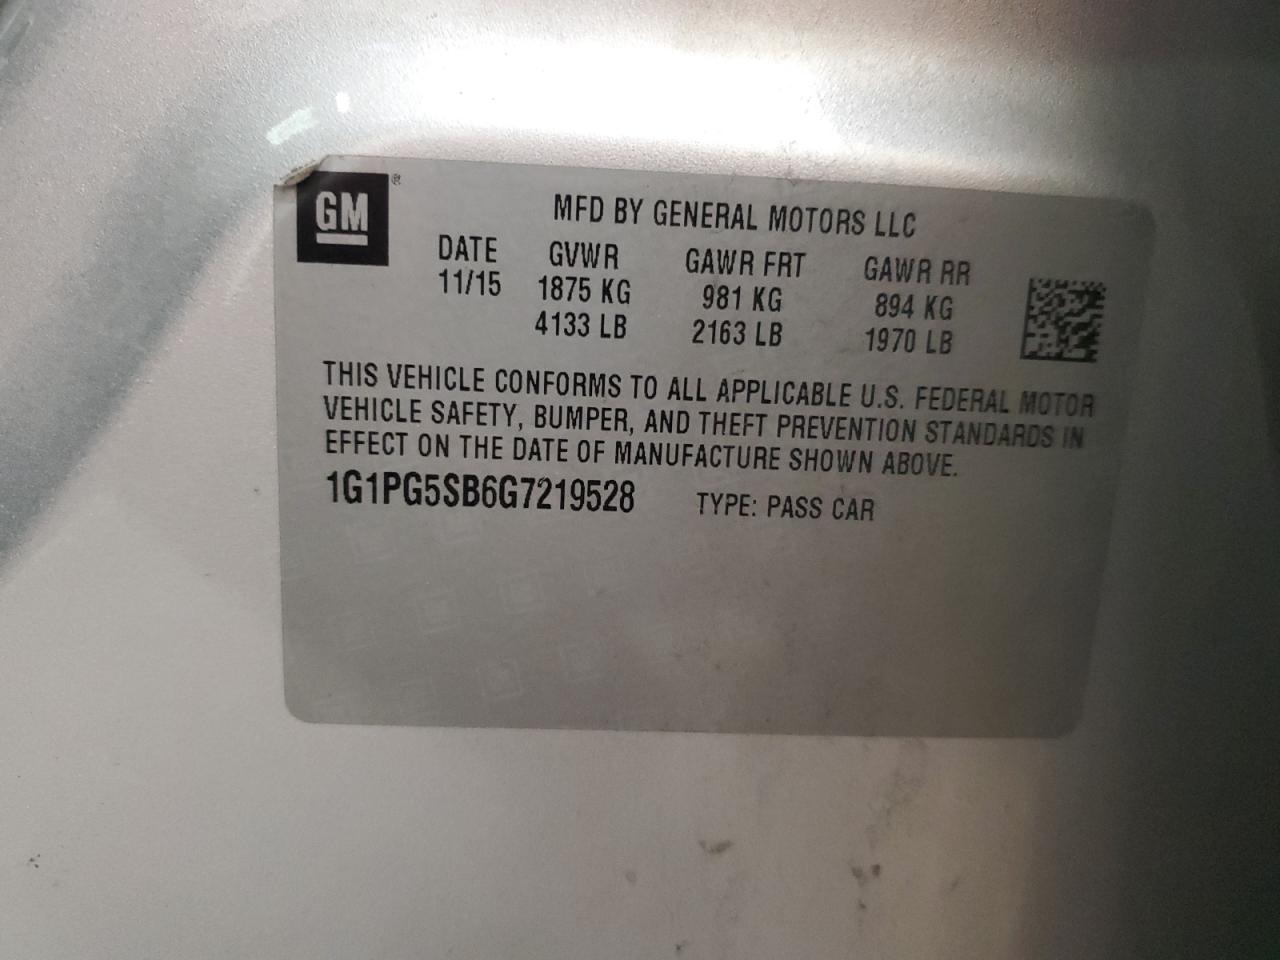 GM ®
MFD BY GENERAL MOTORS LLC
DATE GVWR GAWR FRT GAWR RR
11/15 1875 KG 981 KG 894 KG
4133 LB 2163 LB 1970 LB
THIS VEHICLE CONFORMS TO ALL APPLICABLE U.S. FEDERAL MOTOR
VEHICLE SAFETY, BUMPER, AND THEFT PREVENTION STANDARDS IN
EFFECT ON THE DATE OF MANUFACTURE SHOWN ABOVE.
1G1PG5SB6G7219528 TYPE: PASS CAR